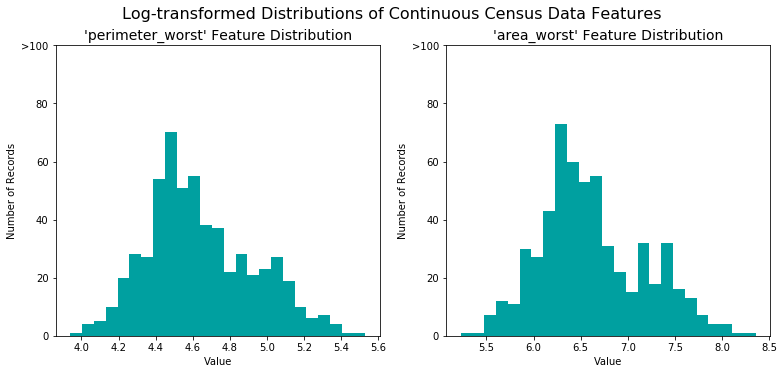 Log-transformed Distributions of Continuous Census Data Features
'perimeter_worst' Feature Distribution
Number of Records
>100
80
60
40
20
0
4.0 4.2 4.4 4.6 4.8 5.0 5.2 5.4 5.6
Value
'area_worst' Feature Distribution
Number of Records
>100
80
60
40
20
0
5.5 6.0 6.5 7.0 7.5 8.0 8.5
Value